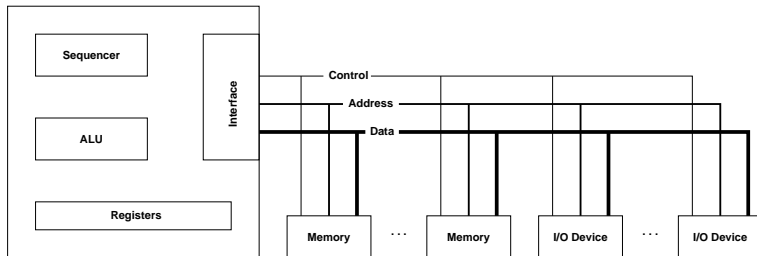 Sequencer
Interface
Control
Address
Data
ALU
Registers
Memory
. . .
Memory
I/O Device
. . .
I/O Device